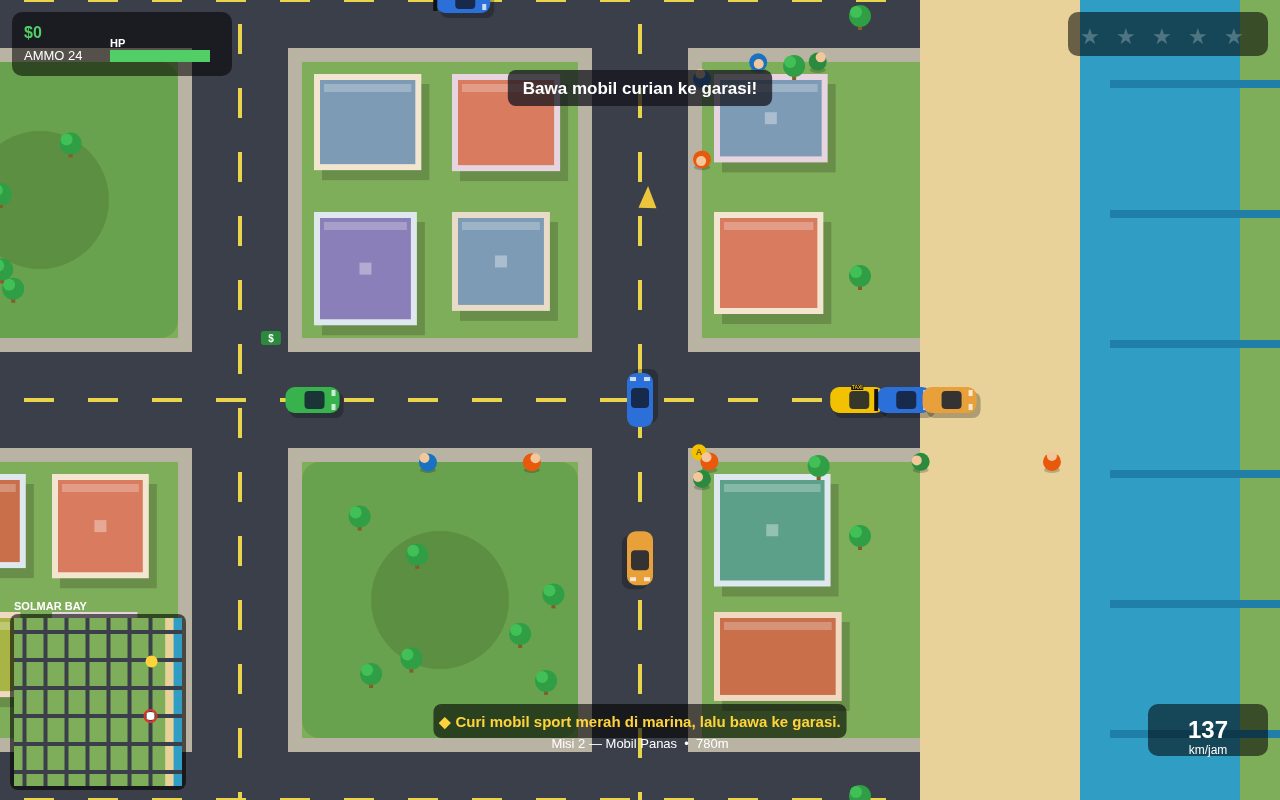 $0
HP
AMMO 24
★ ★ ★ ★ ★
Bawa mobil curian ke garasi!
$
TAXI
A
SOLMAR BAY
◆ Curi mobil sport merah di marina, lalu bawa ke garasi.
Misi 2 — Mobil Panas • 780m
137
km/jam